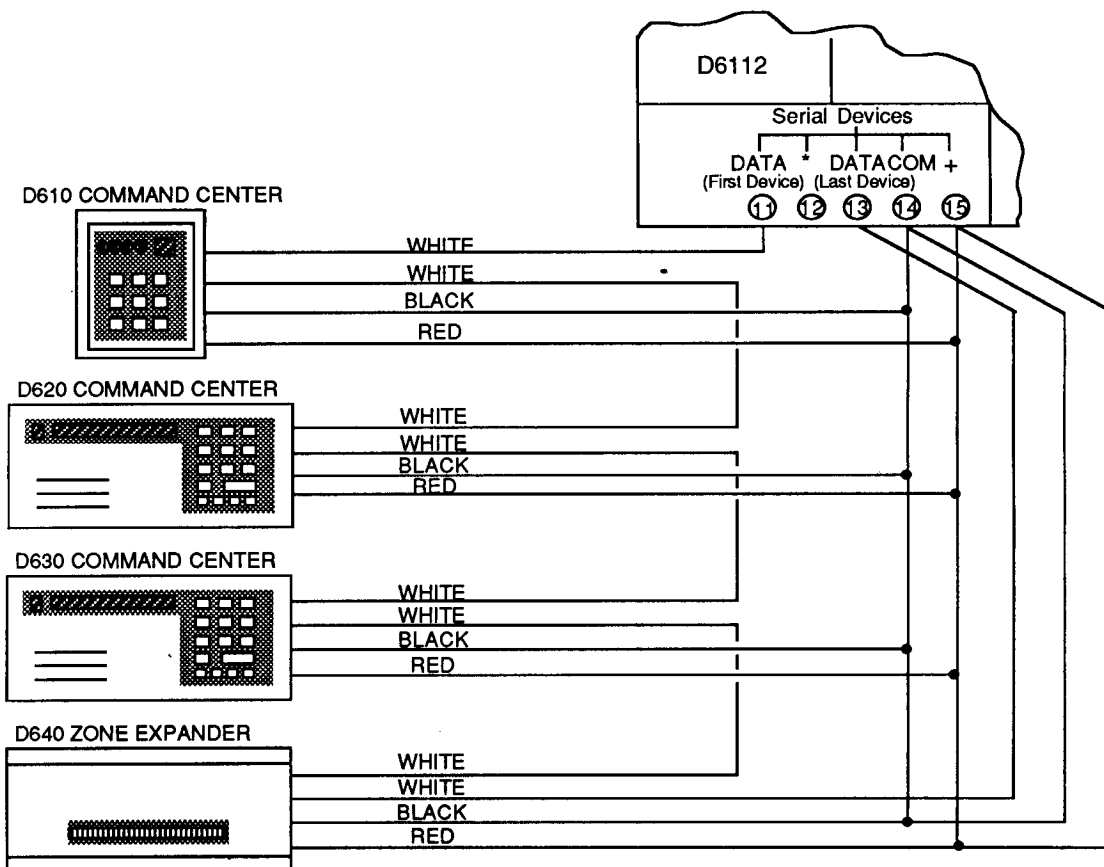 D6112
Serial Devices
DATA * DATA COM +
(First Device) (Last Device)
11 12 13 14 15
D610 COMMAND CENTER
WHITE
WHITE
BLACK
RED
D620 COMMAND CENTER
WHITE
WHITE
BLACK
RED
D630 COMMAND CENTER
WHITE
WHITE
BLACK
RED
D640 ZONE EXPANDER
WHITE
WHITE
BLACK
RED